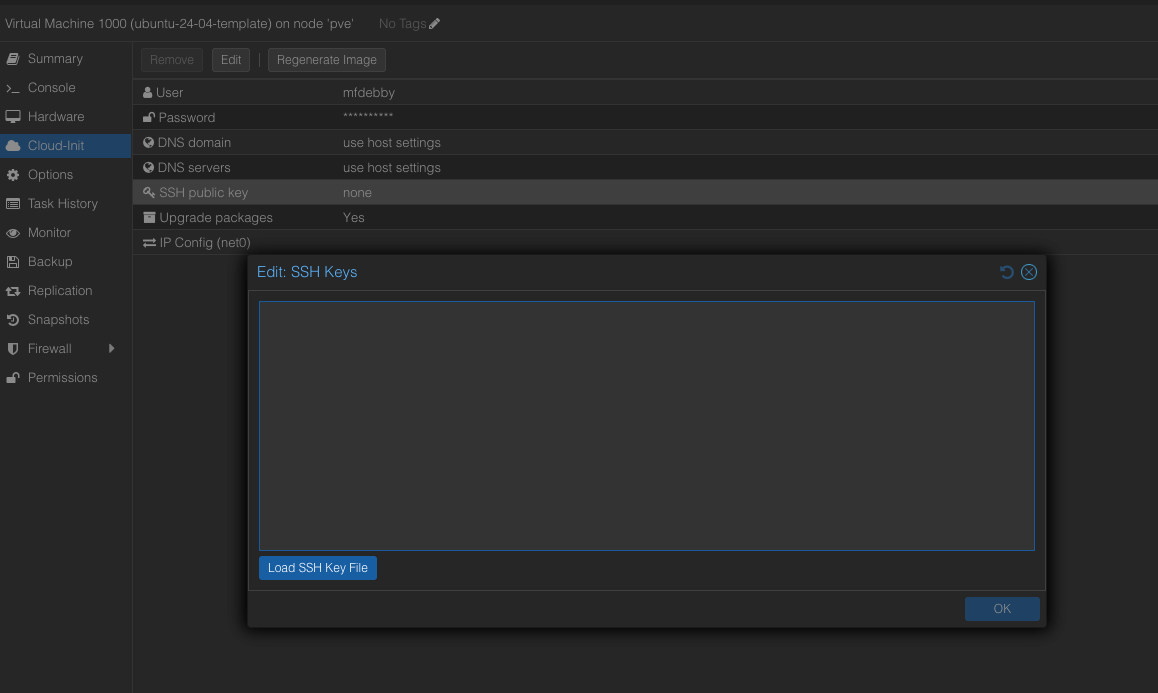 Virtual Machine 1000 (ubuntu-24-04-template) on node 'pve' No Tags
Summary
Console
Hardware
Cloud-Init
Options
Task History
Monitor
Backup
Replication
Snapshots
Firewall
Permissions
Remove Edit Regenerate Image
User mfdebby
Password **********
DNS domain use host settings
DNS servers use host settings
SSH public key none
Upgrade packages Yes
IP Config (net0)
Edit: SSH Keys
Load SSH Key File
OK